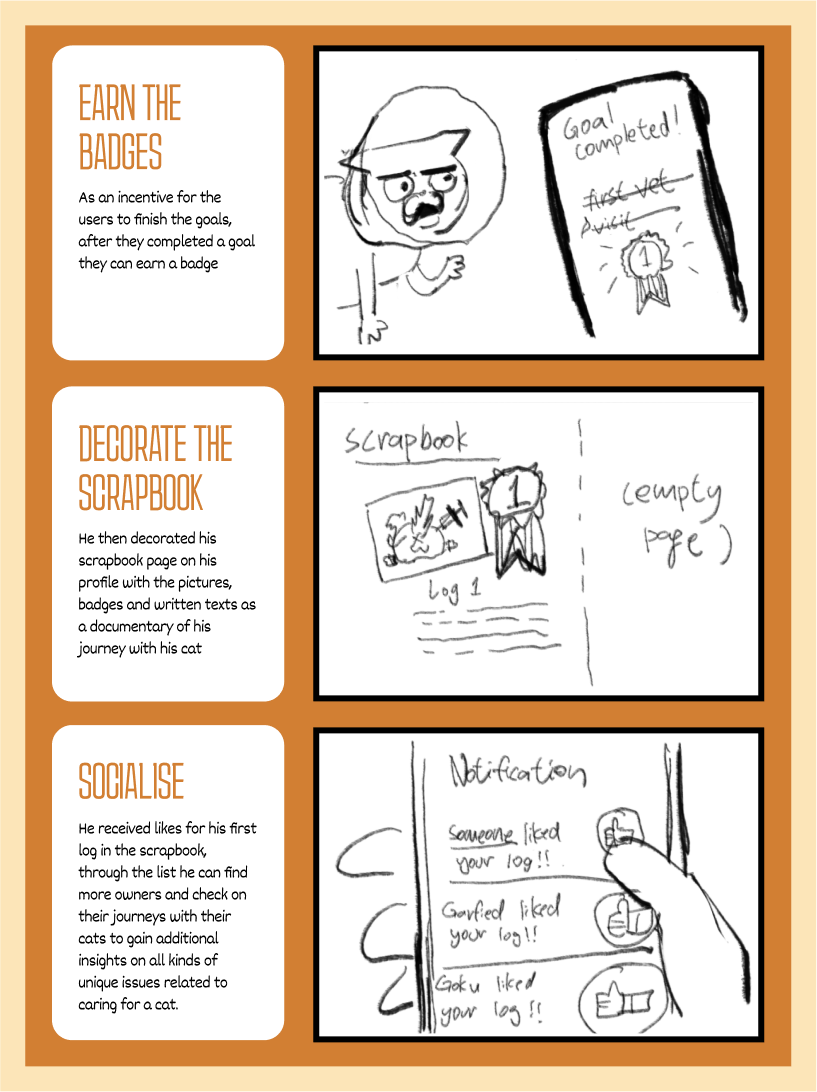 EARN THE
BADGES
As an incentive for the
users to finish the goals,
after they completed a goal
they can earn a badge
Goal
completed!
first vet
visit
1
DECORATE THE
SCRAPBOOK
He then decorated his
scrapbook page on his
profile with the pictures,
badges and written texts as
a documentary of his
journey with his cat
scrapbook
1
Log 1
(empty
page)
SOCIALISE
He received likes for his first
log in the scrapbook,
through the list he can find
more owners and check on
their journeys with their
cats to gain additional
insights on all kinds of
unique issues related to
caring for a cat.
Notification
Someone liked
your log!!
Garfied liked
your log!!
Goku liked
your log!!